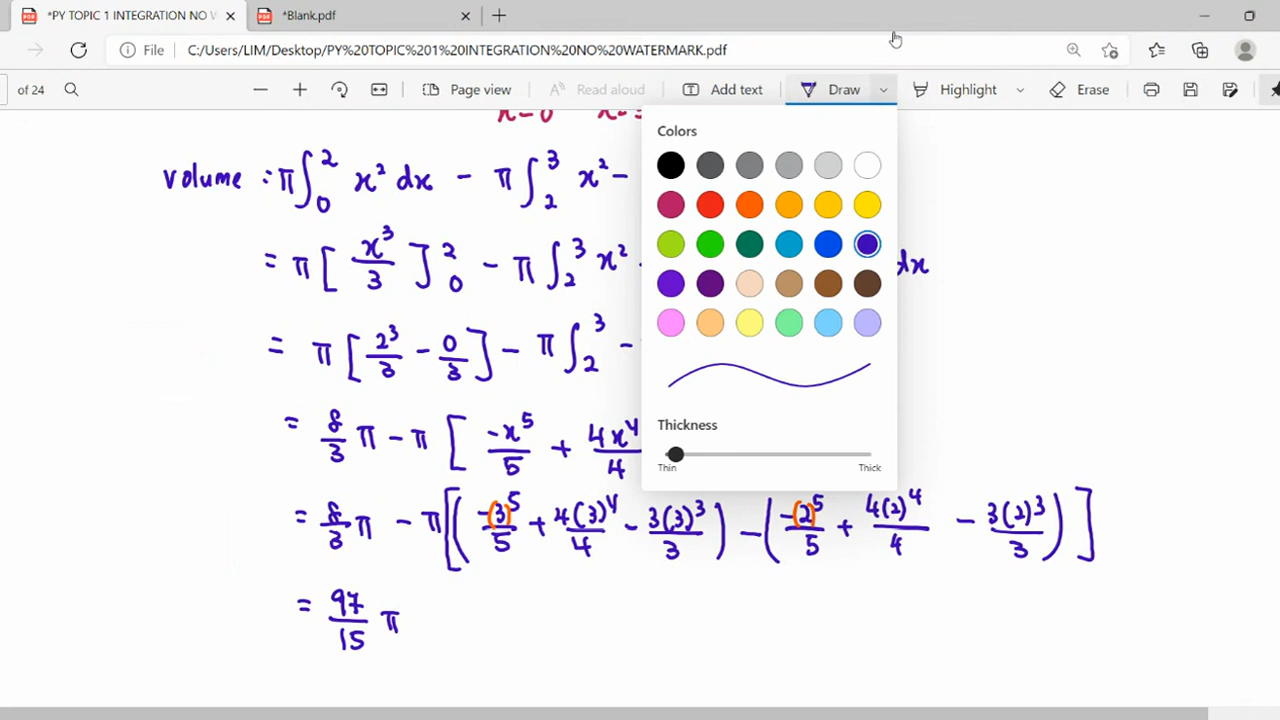 *PY TOPIC 1 INTEGRATION NO W
*Blank.pdf
File
C:/Users/LIM/Desktop/PY%20TOPIC%201%20INTEGRATION%20NO%20WATERMARK.pdf
of 24
Page view
Read aloud
Add text
Draw
Highlight
Erase
Colors
Thickness
Thin
Thick
x=0
volume : π∫₀² x² dx − π∫₂³ x² −
= π [ x³/3 ]₀² − π∫₂³ x² dx
= π [ 2³/3 − 0/3 ] − π∫₂³ −
= 8/3 π − π [ -x⁵/5 + 4x⁴/4
= 8/3 π − π[( -(3)⁵/5 + 4(3)⁴/4 − 3(3)³/3 ) − ( -(2)⁵/5 + 4(2)⁴/4 − 3(2)³/3 )]
= 97/15 π